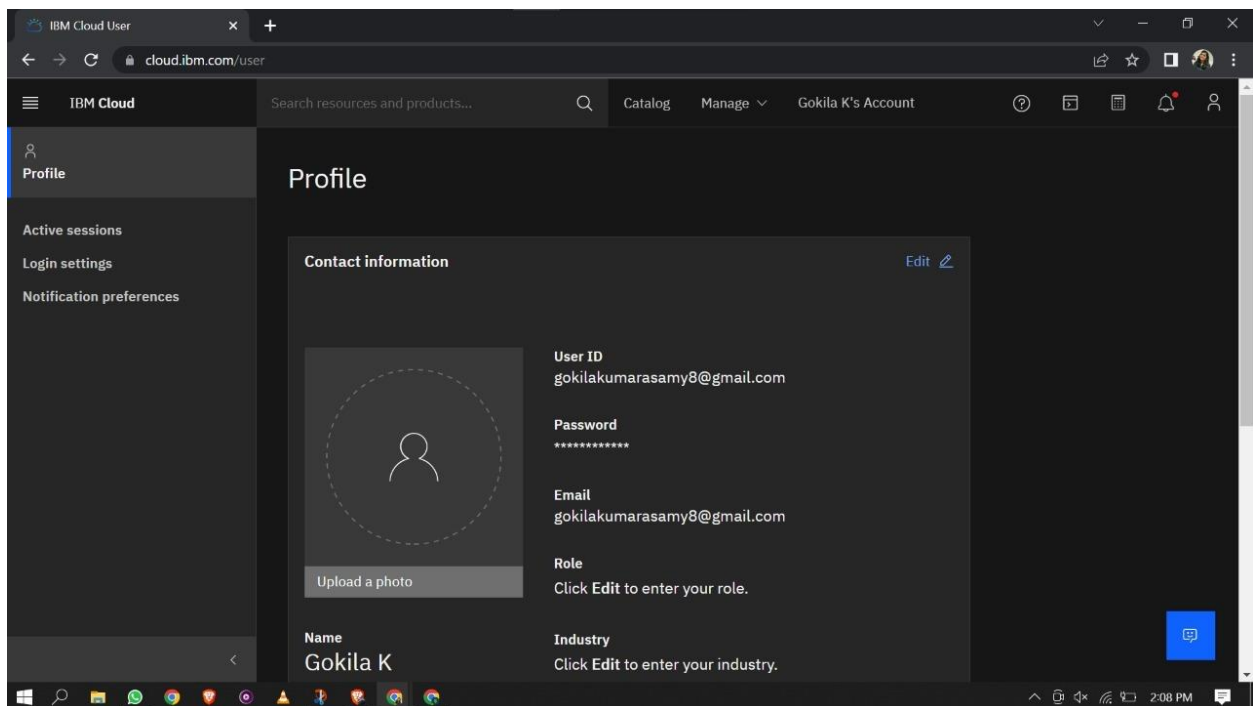 IBM Cloud User
cloud.ibm.com/user
IBM Cloud
Search resources and products...
Catalog
Manage
Gokila K's Account
Profile
Active sessions
Login settings
Notification preferences
Profile
Contact information
Edit
User ID
gokilakumarasamy8@gmail.com
Password
************
Email
gokilakumarasamy8@gmail.com
Role
Click Edit to enter your role.
Upload a photo
Name
Gokila K
Industry
Click Edit to enter your industry.
2:08 PM